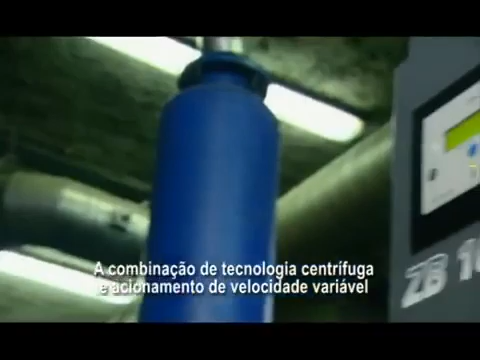 A combinação de tecnologia centrífuga
e acionamento de velocidade variável
ZB 1